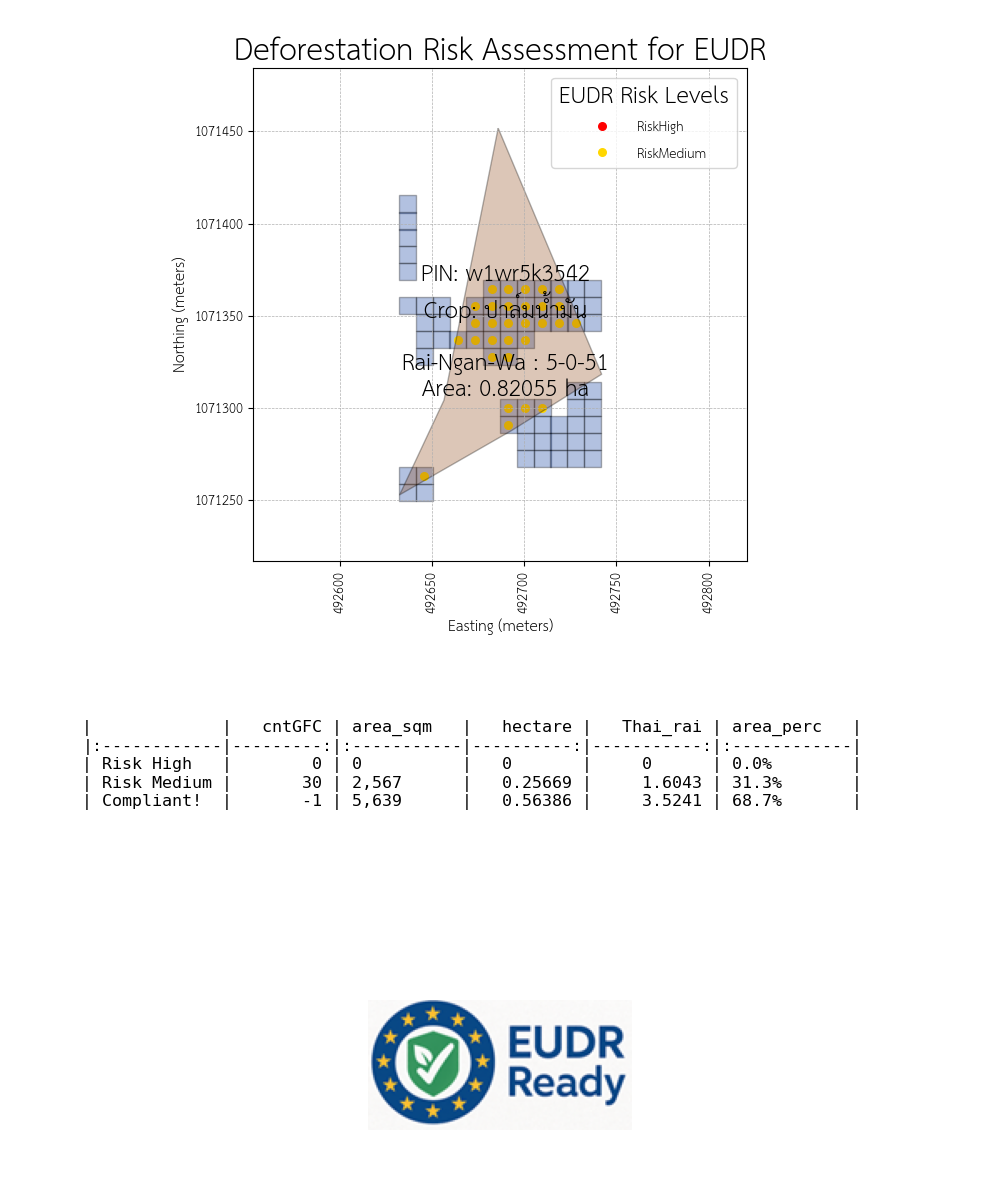 Deforestation Risk Assessment for EUDR
EUDR Risk Levels
RiskHigh
RiskMedium
1071450
1071400
1071350
1071300
1071250
Northing (meters)
PIN: w1wr5k3542
Crop: ปาล์มน้ำมัน
Rai-Ngan-Wa : 5-0-51
Area: 0.82055 ha
492600
492650
492700
492750
492800
Easting (meters)
|             |   cntGFC | area_sqm   |   hectare |   Thai_rai | area_perc   |
|:------------|---------:|:-----------|----------:|-----------:|:------------|
| Risk High   |        0 | 0          |   0       |     0      | 0.0%        |
| Risk Medium |       30 | 2,567      |   0.25669 |     1.6043 | 31.3%       |
| Compliant!  |       -1 | 5,639      |   0.56386 |     3.5241 | 68.7%       |
EUDR
Ready